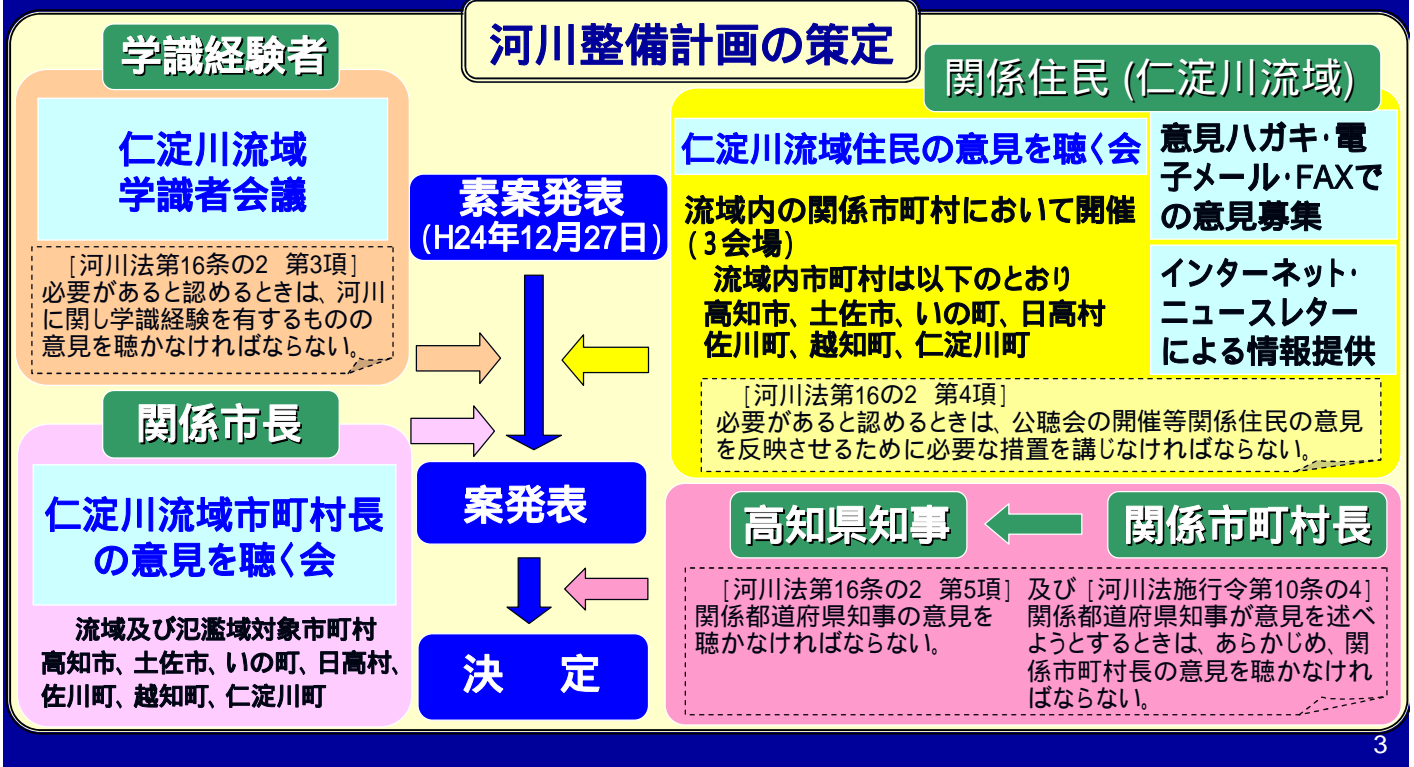 河川整備計画の策定
学識経験者
仁淀川流域
学識者会議
[河川法第16条の2 第3項]
必要があると認めるときは、河川
に関し学識経験を有するものの
意見を聴かなければならない。
関係市長
仁淀川流域市町村長
の意見を聴く会
流域及び氾濫域対象市町村
高知市、土佐市、いの町、日高村、
佐川町、越知町、仁淀川町
素案発表
(H24年12月27日)
案発表
決 定
関係住民 (仁淀川流域)
仁淀川流域住民の意見を聴く会
流域内の関係市町村において開催
(3会場)
流域内市町村は以下のとおり
高知市、土佐市、いの町、日高村
佐川町、越知町、仁淀川町
意見ハガキ・電
子メール・FAXで
の意見募集
インターネット・
ニュースレター
による情報提供
[河川法第16の2 第4項]
必要があると認めるときは、公聴会の開催等関係住民の意見
を反映させるために必要な措置を講じなければならない。
高知県知事
関係市町村長
[河川法第16条の2 第5項]
関係都道府県知事の意見を
聴かなければならない。
及び [河川法施行令第10条の4]
関係都道府県知事が意見を述べ
ようとするときは、あらかじめ、関
係市町村長の意見を聴かなけれ
ばならない。
3